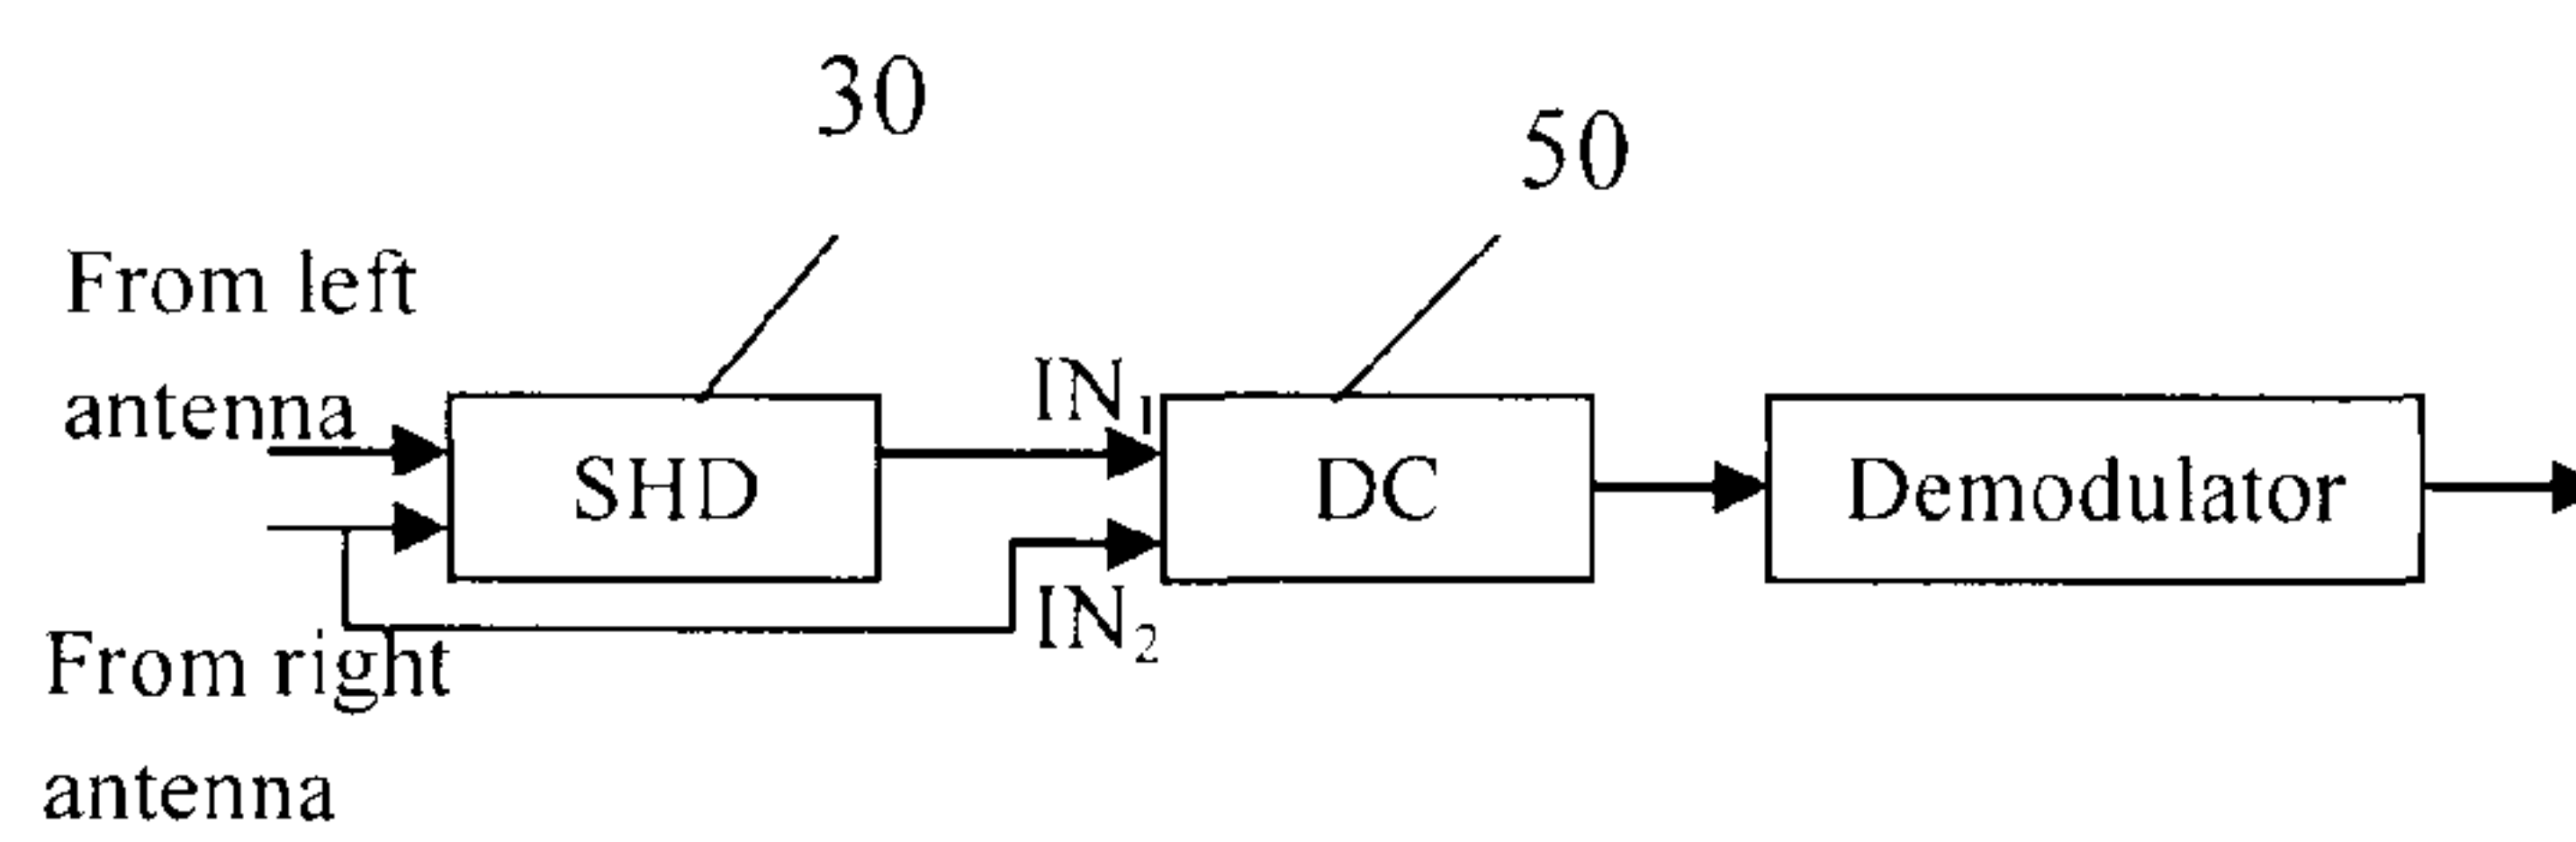 30
50
From left
antenna
IN₁
SHD
DC
Demodulator
IN₂
From right
antenna